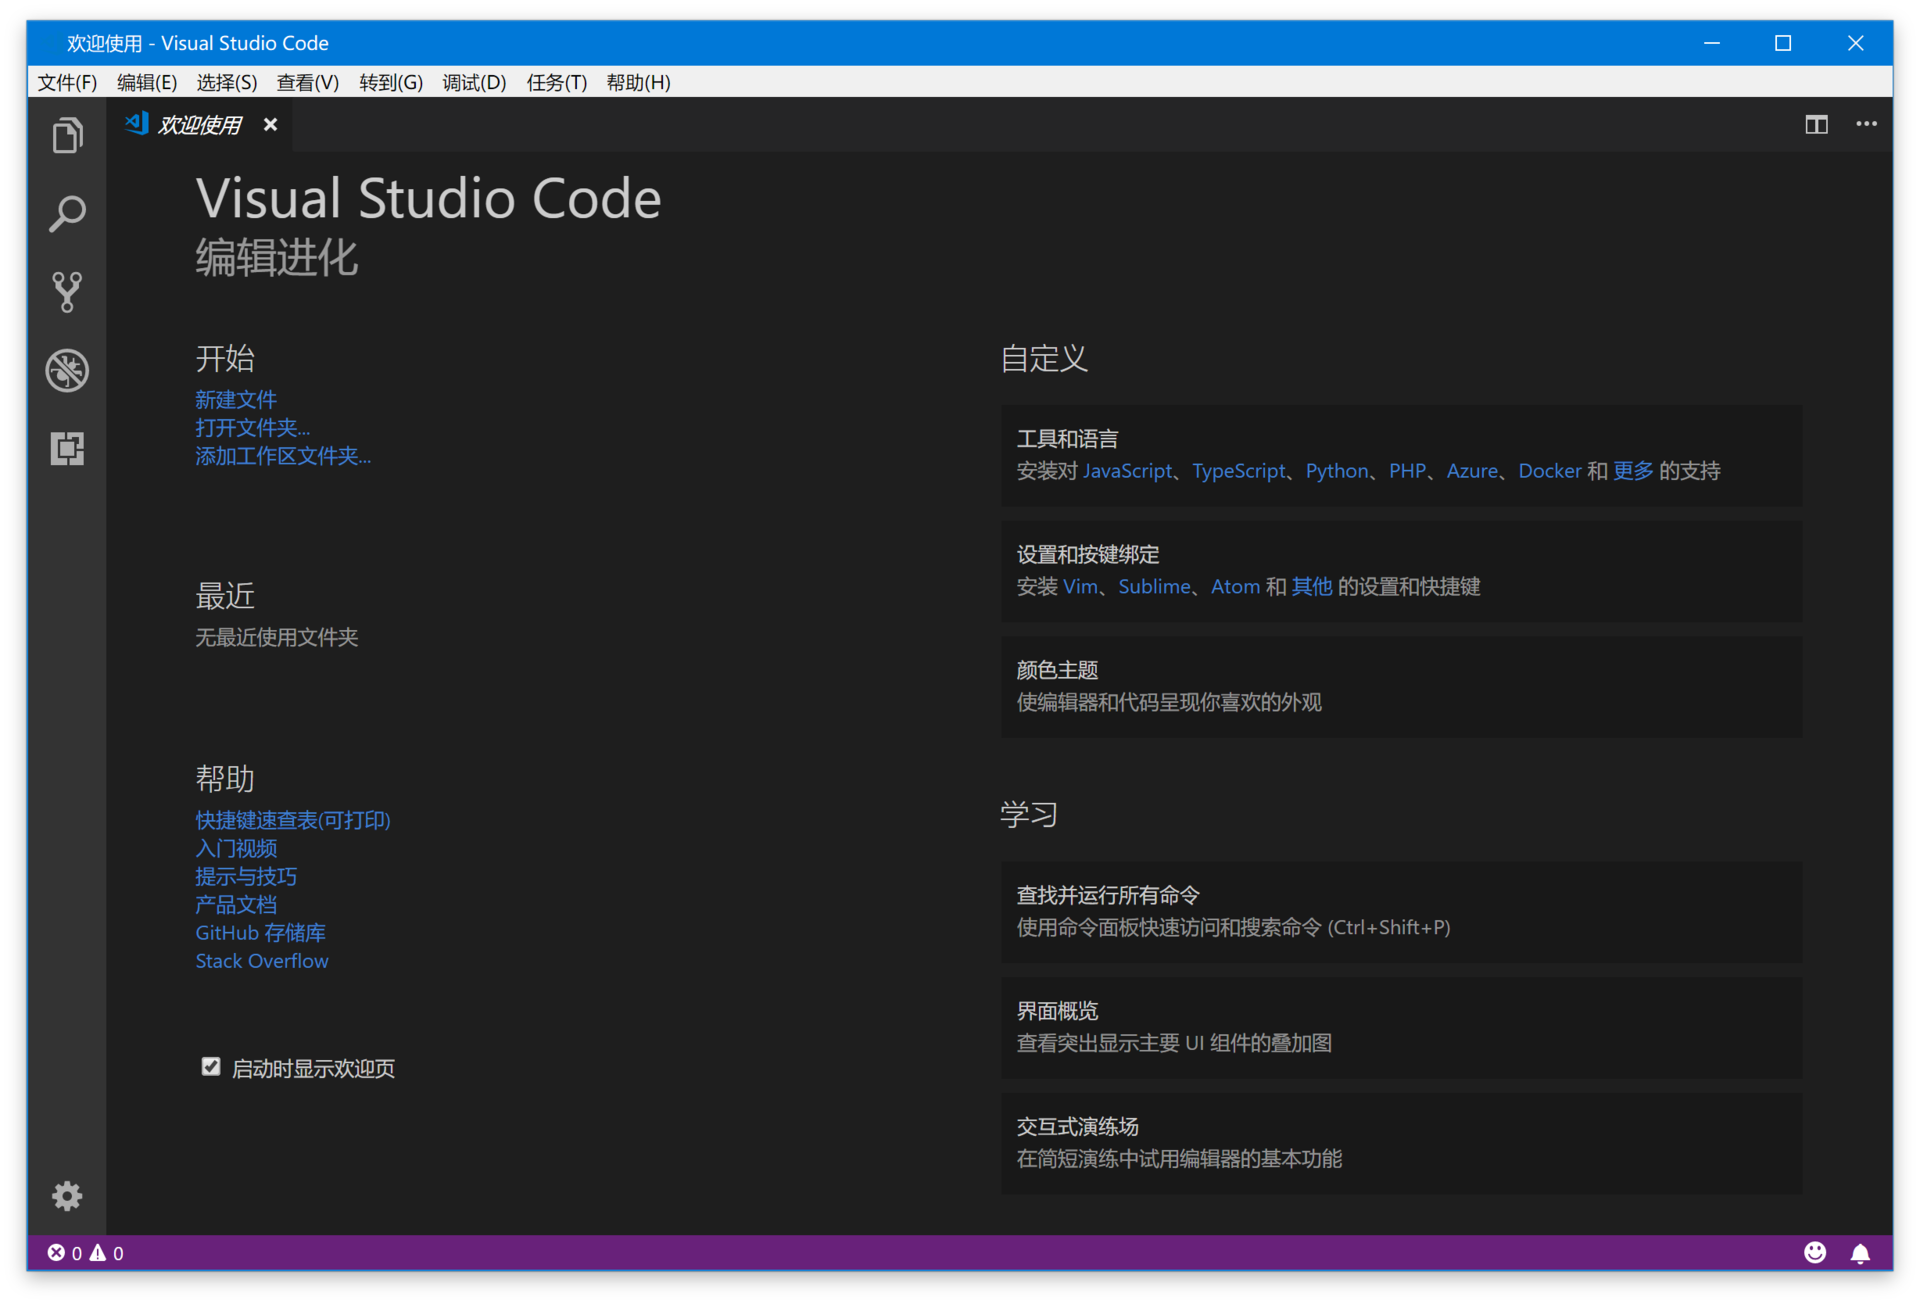 欢迎使用 - Visual Studio Code
文件(F) 编辑(E) 选择(S) 查看(V) 转到(G) 调试(D) 任务(T) 帮助(H)
欢迎使用
Visual Studio Code
编辑进化
开始
新建文件
打开文件夹...
添加工作区文件夹...
最近
无最近使用文件夹
帮助
快捷键速查表(可打印)
入门视频
提示与技巧
产品文档
GitHub 存储库
Stack Overflow
启动时显示欢迎页
自定义
工具和语言
安装对 JavaScript、TypeScript、Python、PHP、Azure、Docker 和 更多 的支持
设置和按键绑定
安装 Vim、Sublime、Atom 和 其他 的设置和快捷键
颜色主题
使编辑器和代码呈现你喜欢的外观
学习
查找并运行所有命令
使用命令面板快速访问和搜索命令 (Ctrl+Shift+P)
界面概览
查看突出显示主要 UI 组件的叠加图
交互式演练场
在简短演练中试用编辑器的基本功能
0 0